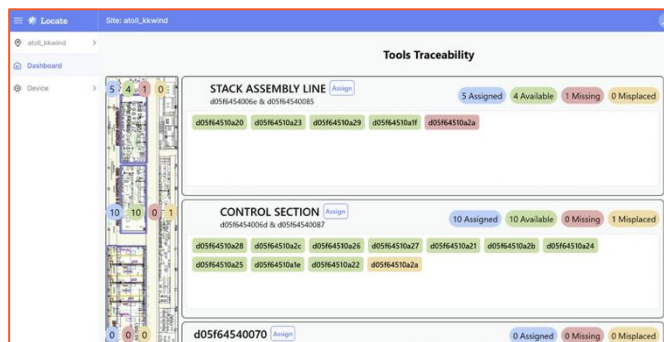 Locate
Site: atoll_kkwind
atoll_kkwind
Dashboard
Device
Tools Traceability
5 4 1 0
STACK ASSEMBLY LINE Assign
d05f6454006e & d05f64540085
5 Assigned 4 Available 1 Missing 0 Misplaced
d05f64510a20 d05f64510a23 d05f64510a29 d05f64510a1f d05f64510a2a
10 10 0 1
CONTROL SECTION Assign
d05f6454006d & d05f64540087
10 Assigned 10 Available 0 Missing 1 Misplaced
d05f64510a28 d05f64510a2c d05f64510a26 d05f64510a27 d05f64510a21 d05f64510a2b d05f64510a24
d05f64510a25 d05f64510a1e d05f64510a22 d05f64510a2a
0 0 0
d05f64540070 Assign
0 Assigned 0 Missing 0 Misplaced